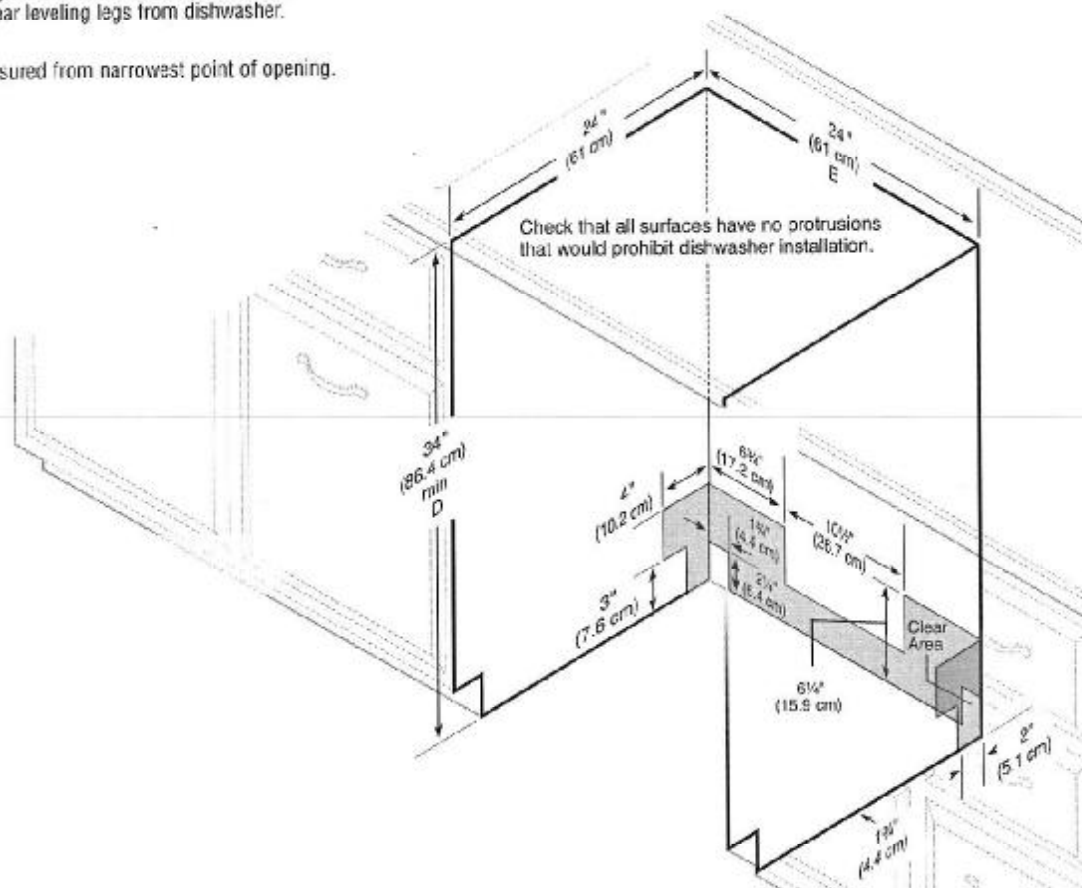 ar leveling legs from dishwasher.
sured from narrowest point of opening.
24"
(61 cm)
24"
(61 cm)
E
Check that all surfaces have no protrusions
that would prohibit dishwasher installation.
34"
(86.4 cm)
min
D
4"
(10.2 cm)
6¾"
(17.2 cm)
1¾"
(4.4 cm)
10½"
(26.7 cm)
3"
(7.6 cm)
(6.4 cm)
Clear
Area
6¼"
(15.9 cm)
2"
(5.1 cm)
1¾"
(4.4 cm)